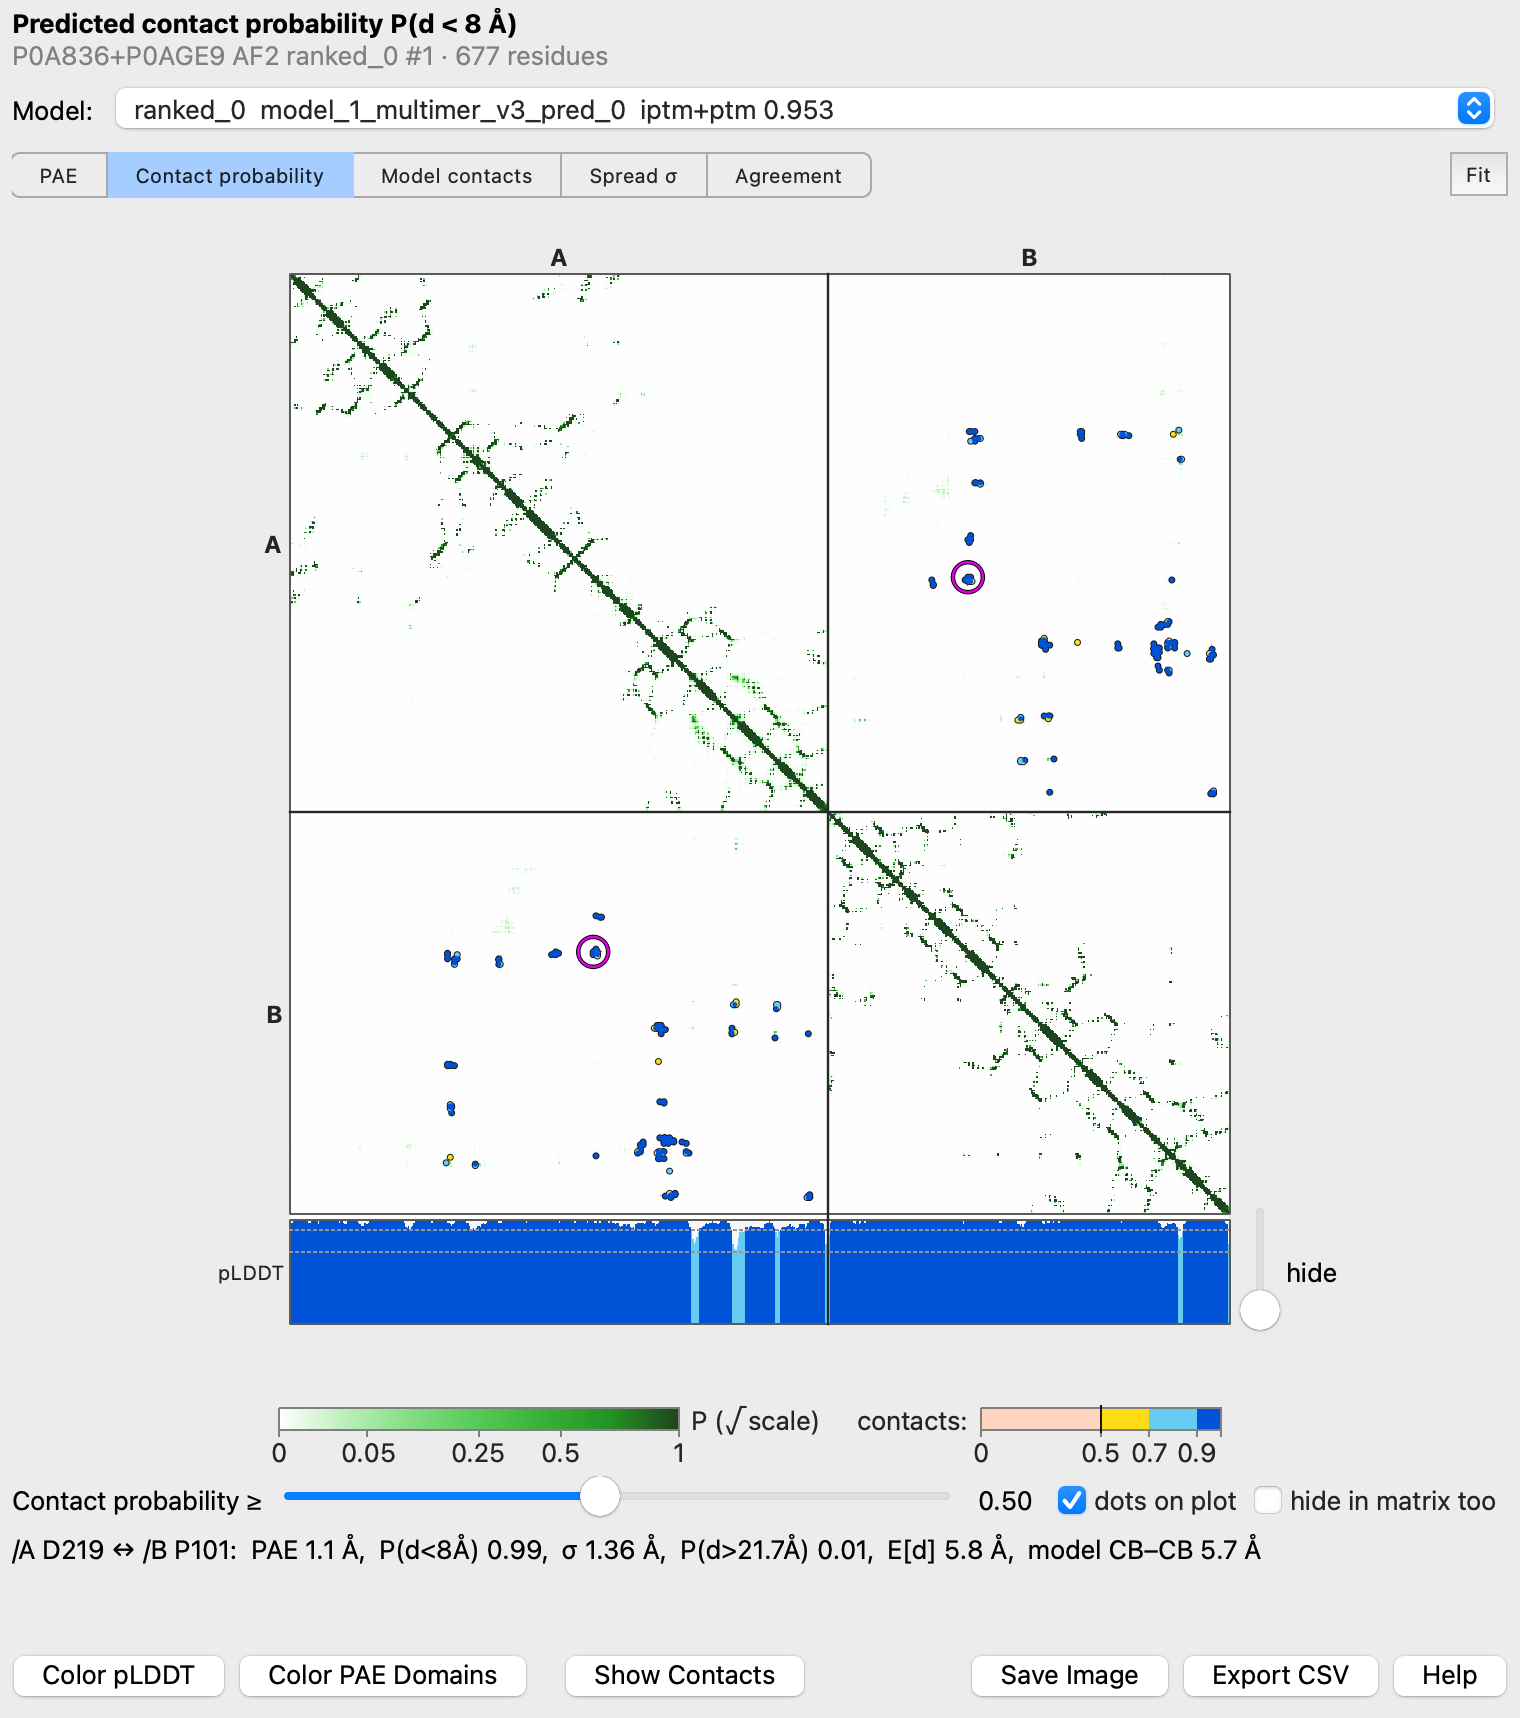 Predicted contact probability P(d < 8 Å)
P0A836+P0AGE9 AF2 ranked_0 #1 · 677 residues
Model: ranked_0 model_1_multimer_v3_pred_0 iptm+ptm 0.953
PAE Contact probability Model contacts Spread σ Agreement Fit
A B
A
B
pLDDT hide
P (√scale) contacts:
0 0.05 0.25 0.5 1 0 0.5 0.7 0.9
Contact probability ≥ 0.50 dots on plot hide in matrix too
/A D219 ↔ /B P101: PAE 1.1 Å, P(d<8Å) 0.99, σ 1.36 Å, P(d>21.7Å) 0.01, E[d] 5.8 Å, model CB–CB 5.7 Å
Color pLDDT Color PAE Domains Show Contacts Save Image Export CSV Help